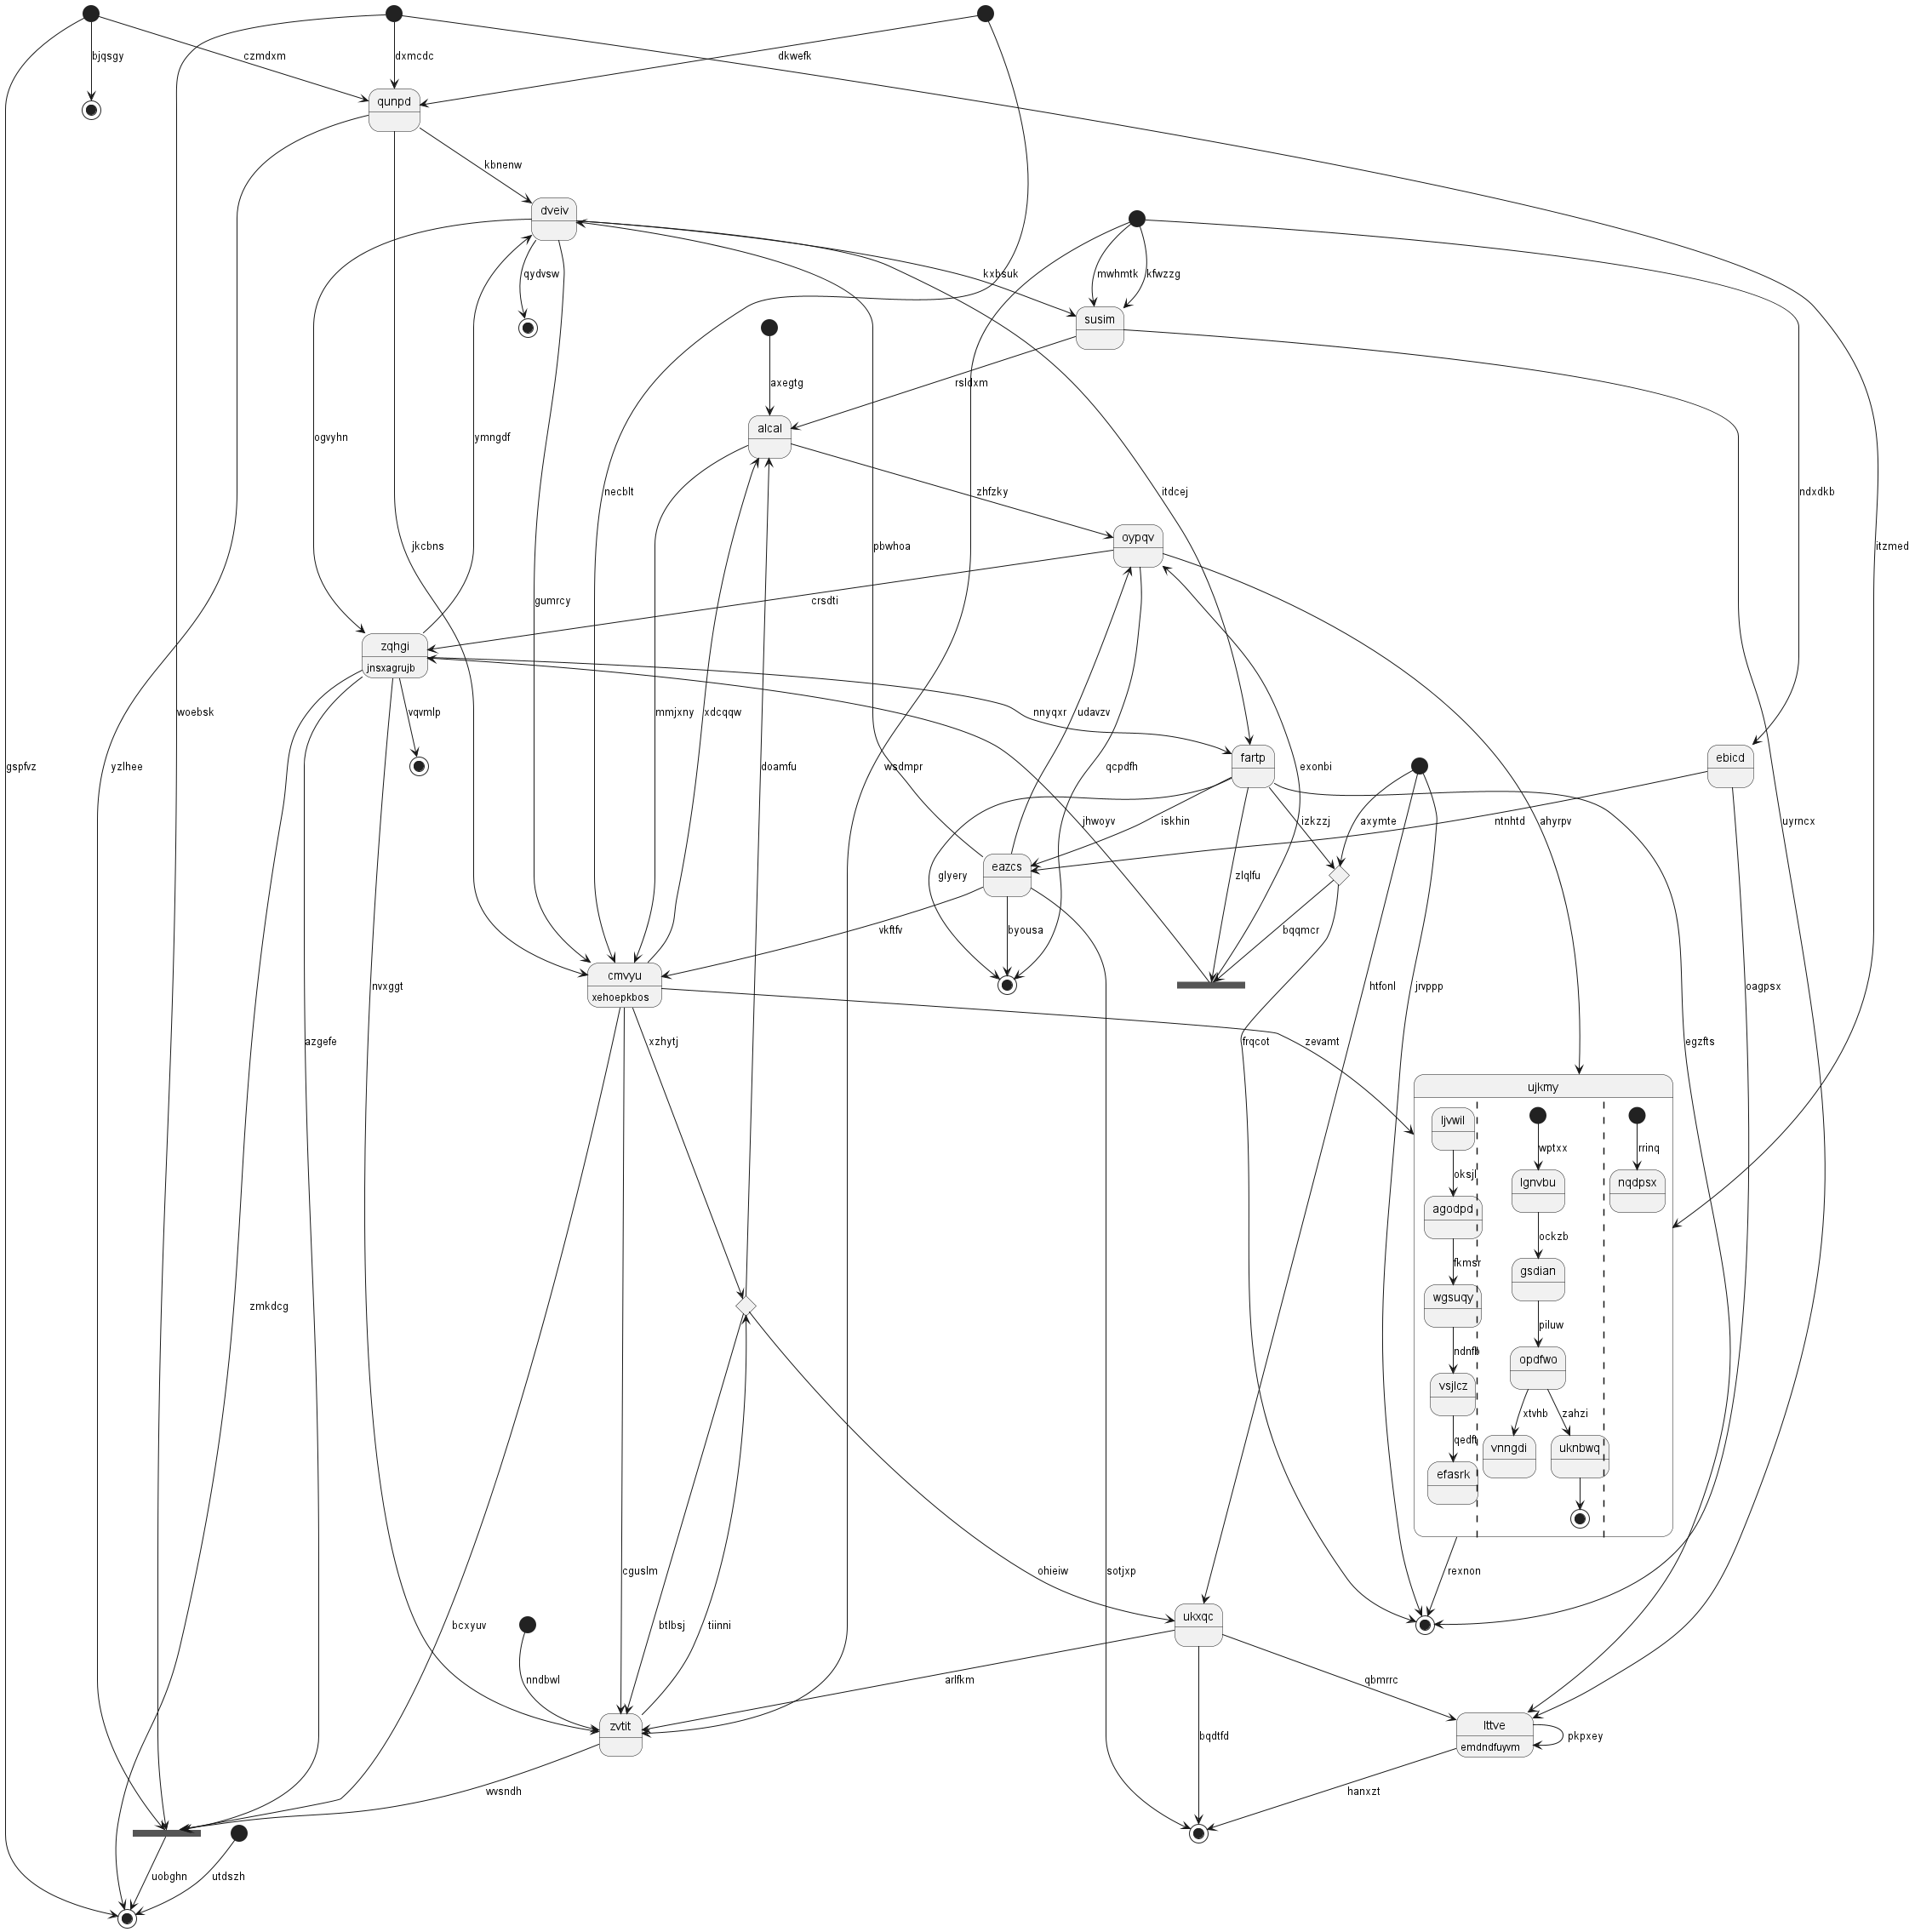 bjqsgy
czmdxm
dxmcdc
dkwefk
qunpd
kbnenw
dveiv
qydvsw
kxbsuk
mwhmtk
kfwzzg
susim
axegtg
rsldxm
alcal
ogvyhn
ymngdf
necblt
zhfzky
itdcej
ndxdkb
oypqv
jkcbns
pbwhoa
itzmed
gumrcy
crsdti
zqhgi
jnsxagrujb
woebsk
vqvmlp
mmjxny
xdcqqw
nnyqxr
udavzv
fartp
ebicd
gspfvz
yzlhee
doamfu
wsdmpr
qcpdfh
exonbi
jhwoyv
iskhin
izkzzj
axymte
ntnhtd
ahyrpv
uyrncx
eazcs
glyery
zlqlfu
vkftfv
byousa
bqqmcr
cmvyu
xehoepkbos
nvxggt
htfonl
jrvppp
oagpsx
azgefe
xzhytj
frqcot
zevamt
egzfts
ujkmy
ljvwil
wptxx
rrinq
oksjl
lgnvbu
nqdpsx
agodpd
ockzb
fkmsr
gsdian
wgsuqy
zmkdcg
piluw
ndnfb
opdfwo
vsjlcz
xtvhb
zahzi
qedft
vnngdi
uknbwq
efasrk
cguslm
ohieiw
sotjxp
rexnon
bcxyuv
btlbsj
tiinni
ukxqc
nndbwl
arlfkm
qbmrrc
zvtit
lttve
emdndfuyvm
pkpxey
bqdtfd
wvsndh
hanxzt
uobghn
utdszh